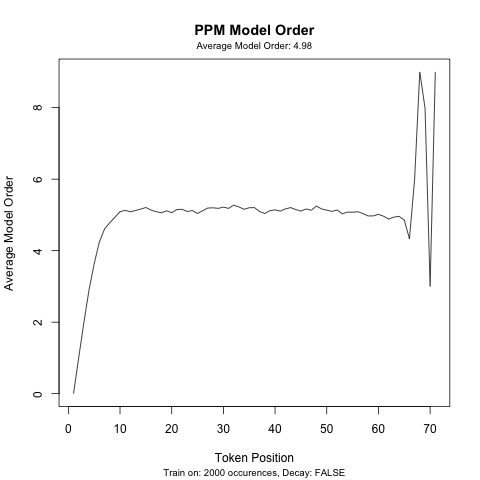 PPM Model Order
Average Model Order: 4.98
Average Model Order
8
6
4
2
0
0 10 20 30 40 50 60 70
Token Position
Train on: 2000 occurences, Decay: FALSE